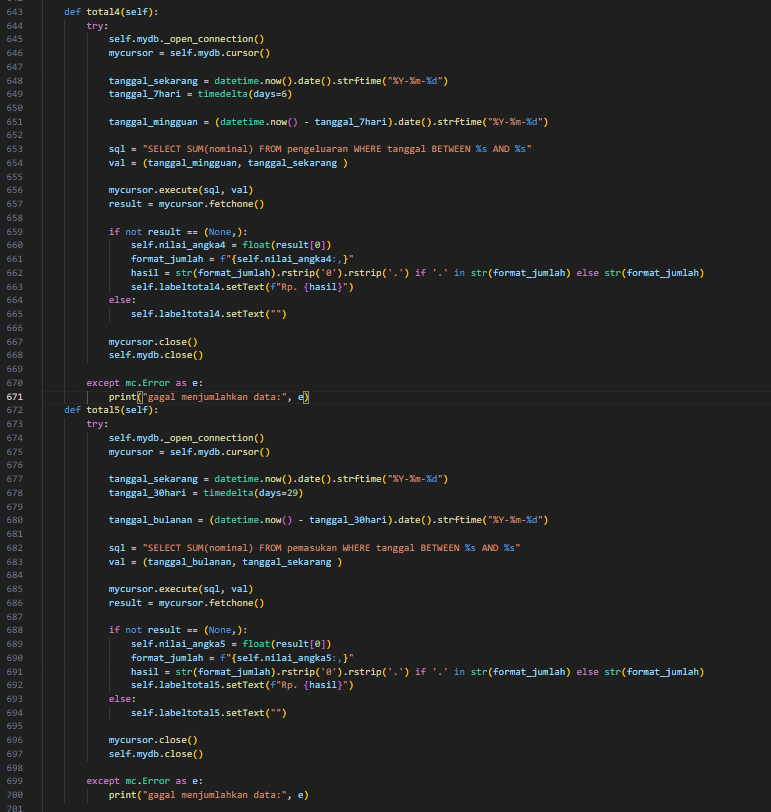 643 def total4(self):
644 try:
645 self.mydb._open_connection()
646 mycursor = self.mydb.cursor()
647
648 tanggal_sekarang = datetime.now().date().strftime("%Y-%m-%d")
649 tanggal_7hari = timedelta(days=6)
650
651 tanggal_mingguan = (datetime.now() - tanggal_7hari).date().strftime("%Y-%m-%d")
652
653 sql = "SELECT SUM(nominal) FROM pengeluaran WHERE tanggal BETWEEN %s AND %s"
654 val = (tanggal_mingguan, tanggal_sekarang )
655
656 mycursor.execute(sql, val)
657 result = mycursor.fetchone()
658
659 if not result == (None,):
660 self.nilai_angka4 = float(result[0])
661 format_jumlah = f"{self.nilai_angka4:,}"
662 hasil = str(format_jumlah).rstrip('0').rstrip('.') if '.' in str(format_jumlah) else str(format_jumlah)
663 self.labeltotal4.setText(f"Rp. {hasil}")
664 else:
665 self.labeltotal4.setText("")
666
667 mycursor.close()
668 self.mydb.close()
669
670 except mc.Error as e:
671 print("gagal menjumlahkan data:", e)
672 def total5(self):
673 try:
674 self.mydb._open_connection()
675 mycursor = self.mydb.cursor()
676
677 tanggal_sekarang = datetime.now().date().strftime("%Y-%m-%d")
678 tanggal_30hari = timedelta(days=29)
679
680 tanggal_bulanan = (datetime.now() - tanggal_30hari).date().strftime("%Y-%m-%d")
681
682 sql = "SELECT SUM(nominal) FROM pemasukan WHERE tanggal BETWEEN %s AND %s"
683 val = (tanggal_bulanan, tanggal_sekarang )
684
685 mycursor.execute(sql, val)
686 result = mycursor.fetchone()
687
688 if not result == (None,):
689 self.nilai_angka5 = float(result[0])
690 format_jumlah = f"{self.nilai_angka5:,}"
691 hasil = str(format_jumlah).rstrip('0').rstrip('.') if '.' in str(format_jumlah) else str(format_jumlah)
692 self.labeltotal5.setText(f"Rp. {hasil}")
693 else:
694 self.labeltotal5.setText("")
695
696 mycursor.close()
697 self.mydb.close()
698
699 except mc.Error as e:
700 print("gagal menjumlahkan data:", e)
701